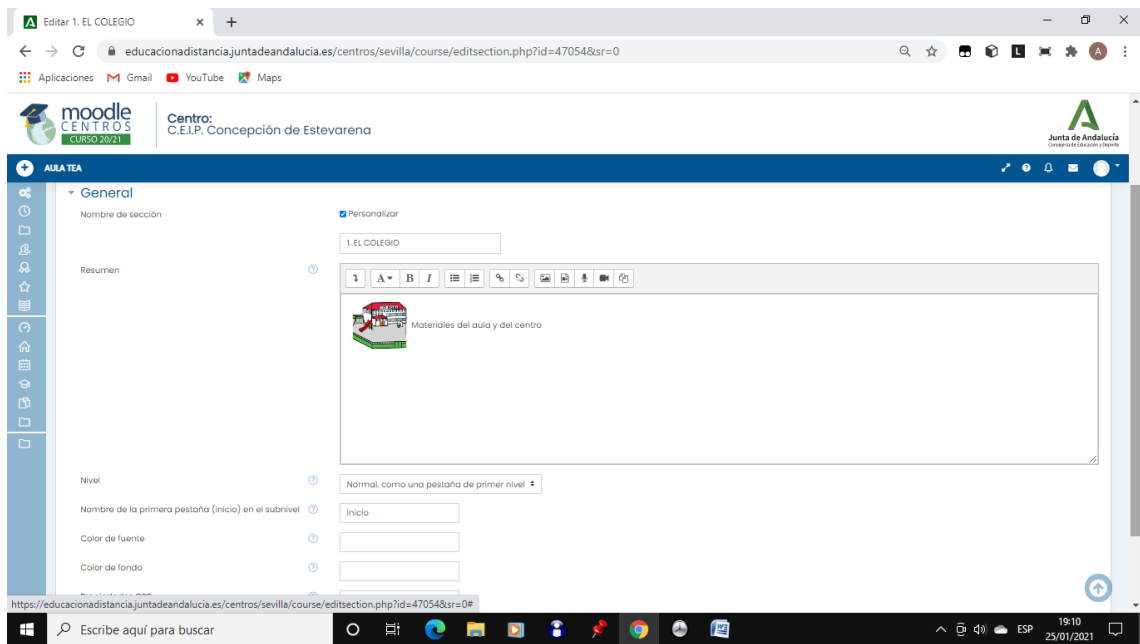 Editar 1. EL COLEGIO
educacionadistancia.juntadeandalucia.es/centros/sevilla/course/editsection.php?id=47054&sr=0
Aplicaciones Gmail YouTube Maps
moodle
CENTROS
CURSO 20/21
Centro:
C.E.I.P. Concepción de Estevarena
Junta de Andalucía
Consejería de Educación y Deporte
AULA TEA
General
Nombre de sección
Personalizar
1. EL COLEGIO
Resumen
Materiales del aula y del centro
Nivel
Normal, como una pestaña de primer nivel
Nombre de la primera pestaña (inicio) en el subnivel
Inicio
Color de fuente
Color de fondo
https://educacionadistancia.juntadeandalucia.es/centros/sevilla/course/editsection.php?id=47054&sr=0#
Escribe aquí para buscar
ESP
19:10
25/01/2021